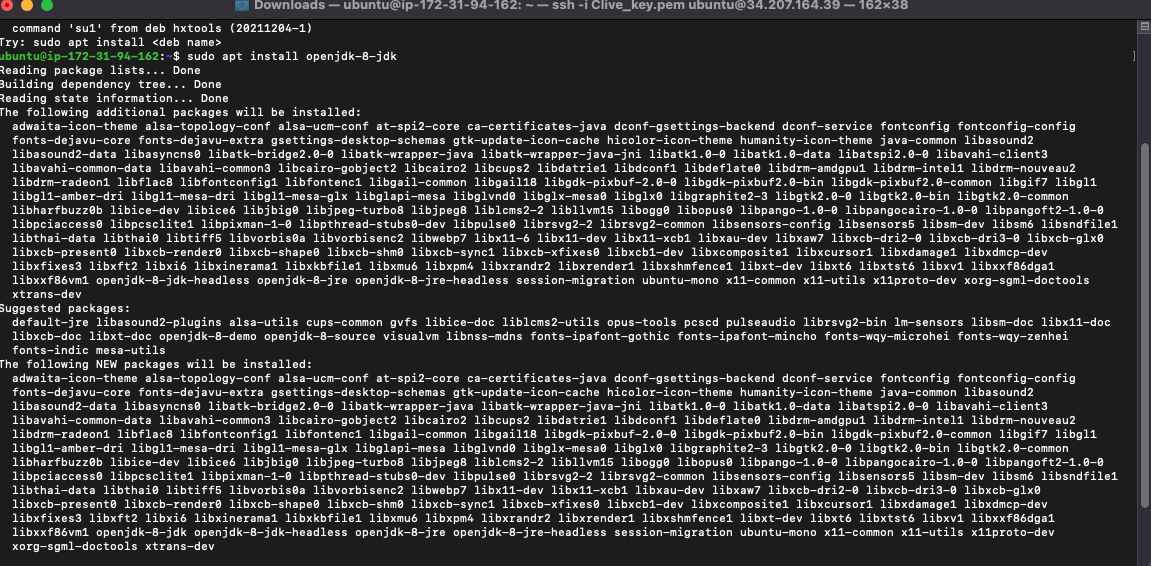 Downloads — ubuntu@ip-172-31-94-162: ~ — ssh -i Clive_key.pem ubuntu@34.207.164.39 — 162×38
command 'su1' from deb hxtools (20211204-1)
Try: sudo apt install <deb name>
ubuntu@ip-172-31-94-162:~$ sudo apt install openjdk-8-jdk
Reading package lists... Done
Building dependency tree... Done
Reading state information... Done
The following additional packages will be installed:
adwaita-icon-theme alsa-topology-conf alsa-ucm-conf at-spi2-core ca-certificates-java dconf-gsettings-backend dconf-service fontconfig fontconfig-config
fonts-dejavu-core fonts-dejavu-extra gsettings-desktop-schemas gtk-update-icon-cache hicolor-icon-theme humanity-icon-theme java-common libasound2
libasound2-data libasyncns0 libatk-bridge2.0-0 libatk-wrapper-java libatk-wrapper-java-jni libatk1.0-0 libatk1.0-data libatspi2.0-0 libavahi-client3
libavahi-common-data libavahi-common3 libcairo-gobject2 libcairo2 libcups2 libdatrie1 libdconf1 libdeflate0 libdrm-amdgpu1 libdrm-intel1 libdrm-nouveau2
libdrm-radeon1 libflac8 libfontconfig1 libfontenc1 libgail-common libgail18 libgdk-pixbuf-2.0-0 libgdk-pixbuf2.0-bin libgdk-pixbuf2.0-common libgif7 libgl1
libgl1-amber-dri libgl1-mesa-dri libgl1-mesa-glx libglapi-mesa libglvnd0 libglx-mesa0 libglx0 libgraphite2-3 libgtk2.0-0 libgtk2.0-bin libgtk2.0-common
libharfbuzz0b libice-dev libice6 libjbig0 libjpeg-turbo8 libjpeg8 liblcms2-2 libllvm15 libogg0 libopus0 libpango-1.0-0 libpangocairo-1.0-0 libpangoft2-1.0-0
libpciaccess0 libpcsclite1 libpixman-1-0 libpthread-stubs0-dev libpulse0 librsvg2-2 librsvg2-common libsensors-config libsensors5 libsm-dev libsm6 libsndfile1
libthai-data libthai0 libtiff5 libvorbis0a libvorbisenc2 libwebp7 libx11-6 libx11-dev libx11-xcb1 libxau-dev libxaw7 libxcb-dri2-0 libxcb-dri3-0 libxcb-glx0
libxcb-present0 libxcb-render0 libxcb-shape0 libxcb-shm0 libxcb-sync1 libxcb-xfixes0 libxcb1-dev libxcomposite1 libxcursor1 libxdamage1 libxdmcp-dev
libxfixes3 libxft2 libxi6 libxinerama1 libxkbfile1 libxmu6 libxpm4 libxrandr2 libxrender1 libxshmfence1 libxt-dev libxt6 libxtst6 libxv1 libxxf86dga1
libxxf86vm1 openjdk-8-jdk-headless openjdk-8-jre openjdk-8-jre-headless session-migration ubuntu-mono x11-common x11-utils x11proto-dev xorg-sgml-doctools
xtrans-dev
Suggested packages:
default-jre libasound2-plugins alsa-utils cups-common gvfs libice-doc liblcms2-utils opus-tools pcscd pulseaudio librsvg2-bin lm-sensors libsm-doc libx11-doc
libxcb-doc libxt-doc openjdk-8-demo openjdk-8-source visualvm libnss-mdns fonts-ipafont-gothic fonts-ipafont-mincho fonts-wqy-microhei fonts-wqy-zenhei
fonts-indic mesa-utils
The following NEW packages will be installed:
adwaita-icon-theme alsa-topology-conf alsa-ucm-conf at-spi2-core ca-certificates-java dconf-gsettings-backend dconf-service fontconfig fontconfig-config
fonts-dejavu-core fonts-dejavu-extra gsettings-desktop-schemas gtk-update-icon-cache hicolor-icon-theme humanity-icon-theme java-common libasound2
libasound2-data libasyncns0 libatk-bridge2.0-0 libatk-wrapper-java libatk-wrapper-java-jni libatk1.0-0 libatk1.0-data libatspi2.0-0 libavahi-client3
libavahi-common-data libavahi-common3 libcairo-gobject2 libcairo2 libcups2 libdatrie1 libdconf1 libdeflate0 libdrm-amdgpu1 libdrm-intel1 libdrm-nouveau2
libdrm-radeon1 libflac8 libfontconfig1 libfontenc1 libgail-common libgail18 libgdk-pixbuf-2.0-0 libgdk-pixbuf2.0-bin libgdk-pixbuf2.0-common libgif7 libgl1
libgl1-amber-dri libgl1-mesa-dri libgl1-mesa-glx libglapi-mesa libglvnd0 libglx-mesa0 libglx0 libgraphite2-3 libgtk2.0-0 libgtk2.0-bin libgtk2.0-common
libharfbuzz0b libice-dev libice6 libjbig0 libjpeg-turbo8 libjpeg8 liblcms2-2 libllvm15 libogg0 libopus0 libpango-1.0-0 libpangocairo-1.0-0 libpangoft2-1.0-0
libpciaccess0 libpcsclite1 libpixman-1-0 libpthread-stubs0-dev libpulse0 librsvg2-2 librsvg2-common libsensors-config libsensors5 libsm-dev libsm6 libsndfile1
libthai-data libthai0 libtiff5 libvorbis0a libvorbisenc2 libwebp7 libx11-dev libx11-xcb1 libxau-dev libxaw7 libxcb-dri2-0 libxcb-dri3-0 libxcb-glx0
libxcb-present0 libxcb-render0 libxcb-shape0 libxcb-shm0 libxcb-sync1 libxcb-xfixes0 libxcb1-dev libxcomposite1 libxcursor1 libxdamage1 libxdmcp-dev
libxfixes3 libxft2 libxi6 libxinerama1 libxkbfile1 libxmu6 libxpm4 libxrandr2 libxrender1 libxshmfence1 libxt-dev libxt6 libxtst6 libxv1 libxxf86dga1
libxxf86vm1 openjdk-8-jdk openjdk-8-jdk-headless openjdk-8-jre openjdk-8-jre-headless session-migration ubuntu-mono x11-common x11-utils x11proto-dev
xorg-sgml-doctools xtrans-dev